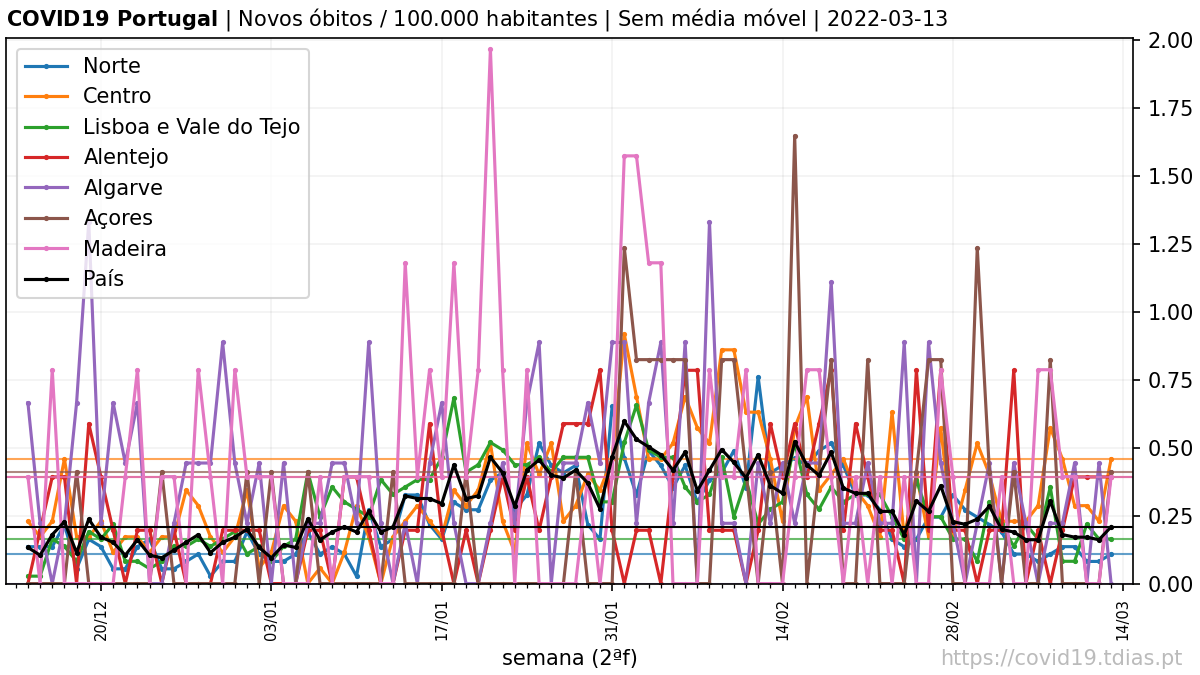 COVID19 Portugal | Novos óbitos / 100.000 habitantes | Sem média móvel | 2022-03-13
Norte
Centro
Lisboa e Vale do Tejo
Alentejo
Algarve
Açores
Madeira
País
2.00
1.75
1.50
1.25
1.00
0.75
0.50
0.25
0.00
20/12
03/01
17/01
31/01
14/02
28/02
14/03
semana (2ªf)
https://covid19.tdias.pt